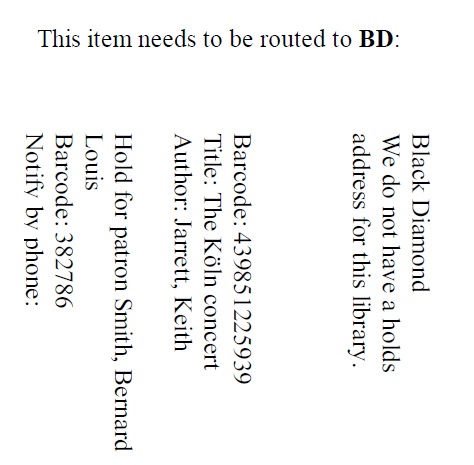 This item needs to be routed to BD:
Black Diamond
We do not have a holds
address for this library.
Barcode: 439851225939
Title: The Köln concert
Author: Jarrett, Keith
Hold for patron Smith, Bernard
Louis
Barcode: 382786
Notify by phone: